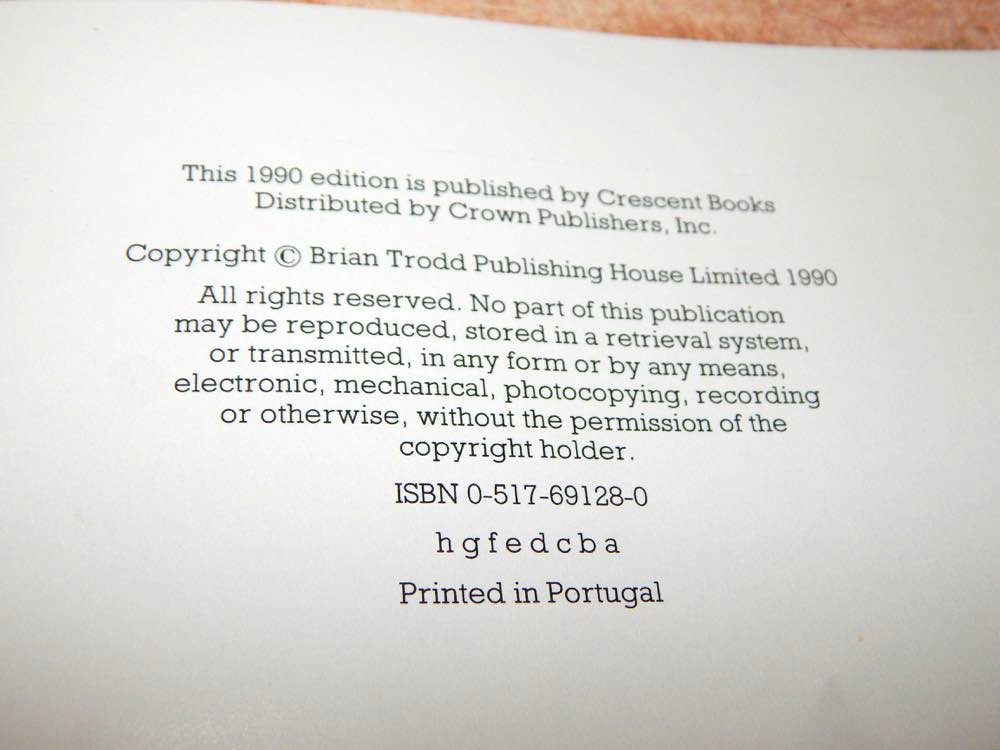 This 1990 edition is published by Crescent Books
Distributed by Crown Publishers, Inc.
Copyright © Brian Trodd Publishing House Limited 1990
All rights reserved. No part of this publication
may be reproduced, stored in a retrieval system,
or transmitted, in any form or by any means,
electronic, mechanical, photocopying, recording
or otherwise, without the permission of the
copyright holder.
ISBN 0-517-69128-0
h g f e d c b a
Printed in Portugal